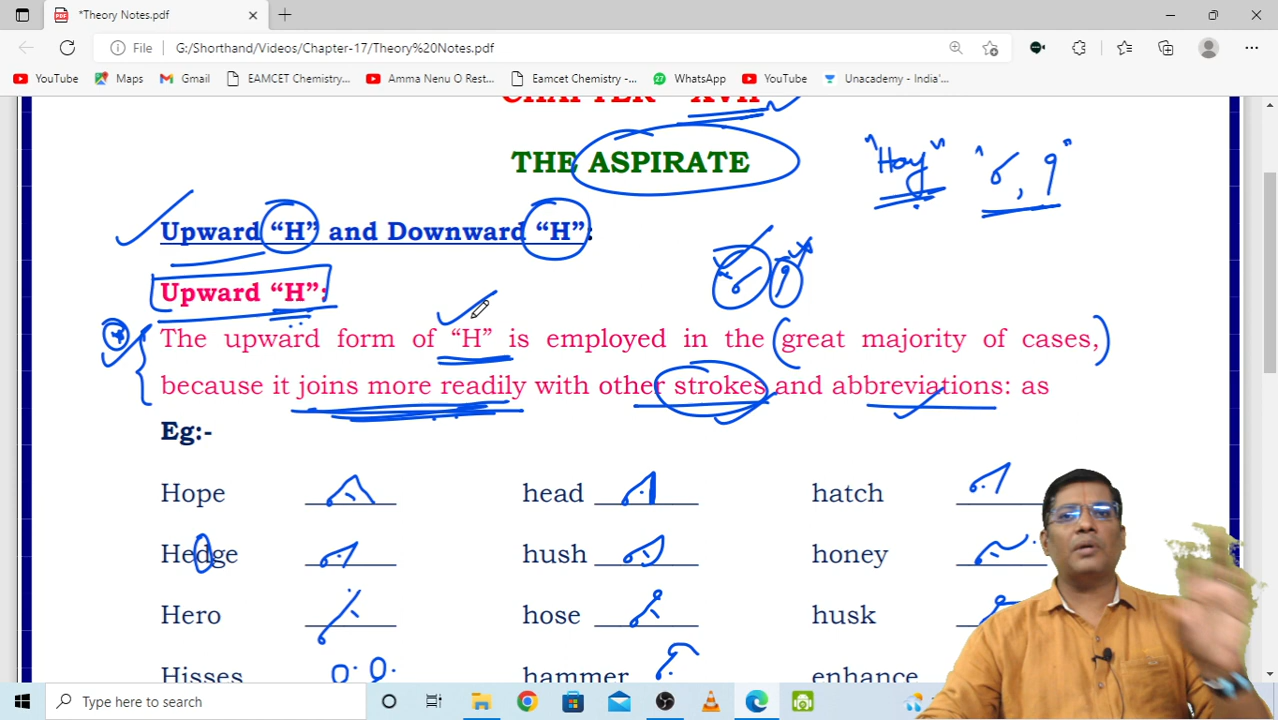 *Theory Notes.pdf
File G:/Shorthand/Videos/Chapter-17/Theory%20Notes.pdf
YouTube Maps Gmail EAMCET Chemistry... Amma Nenu O Rest... Eamcet Chemistry -... WhatsApp YouTube Unacademy - India'...
CHAPTER XVII
THE ASPIRATE
"Hay"
Upward "H" and Downward "H":
Upward "H":
The upward form of "H" is employed in the (great majority of cases,)
because it joins more readily with other strokes and abbreviations: as
Eg:-
Hope head hatch
Hedge hush honey
Hero hose husk
Hisses hammer enhance
Type here to search